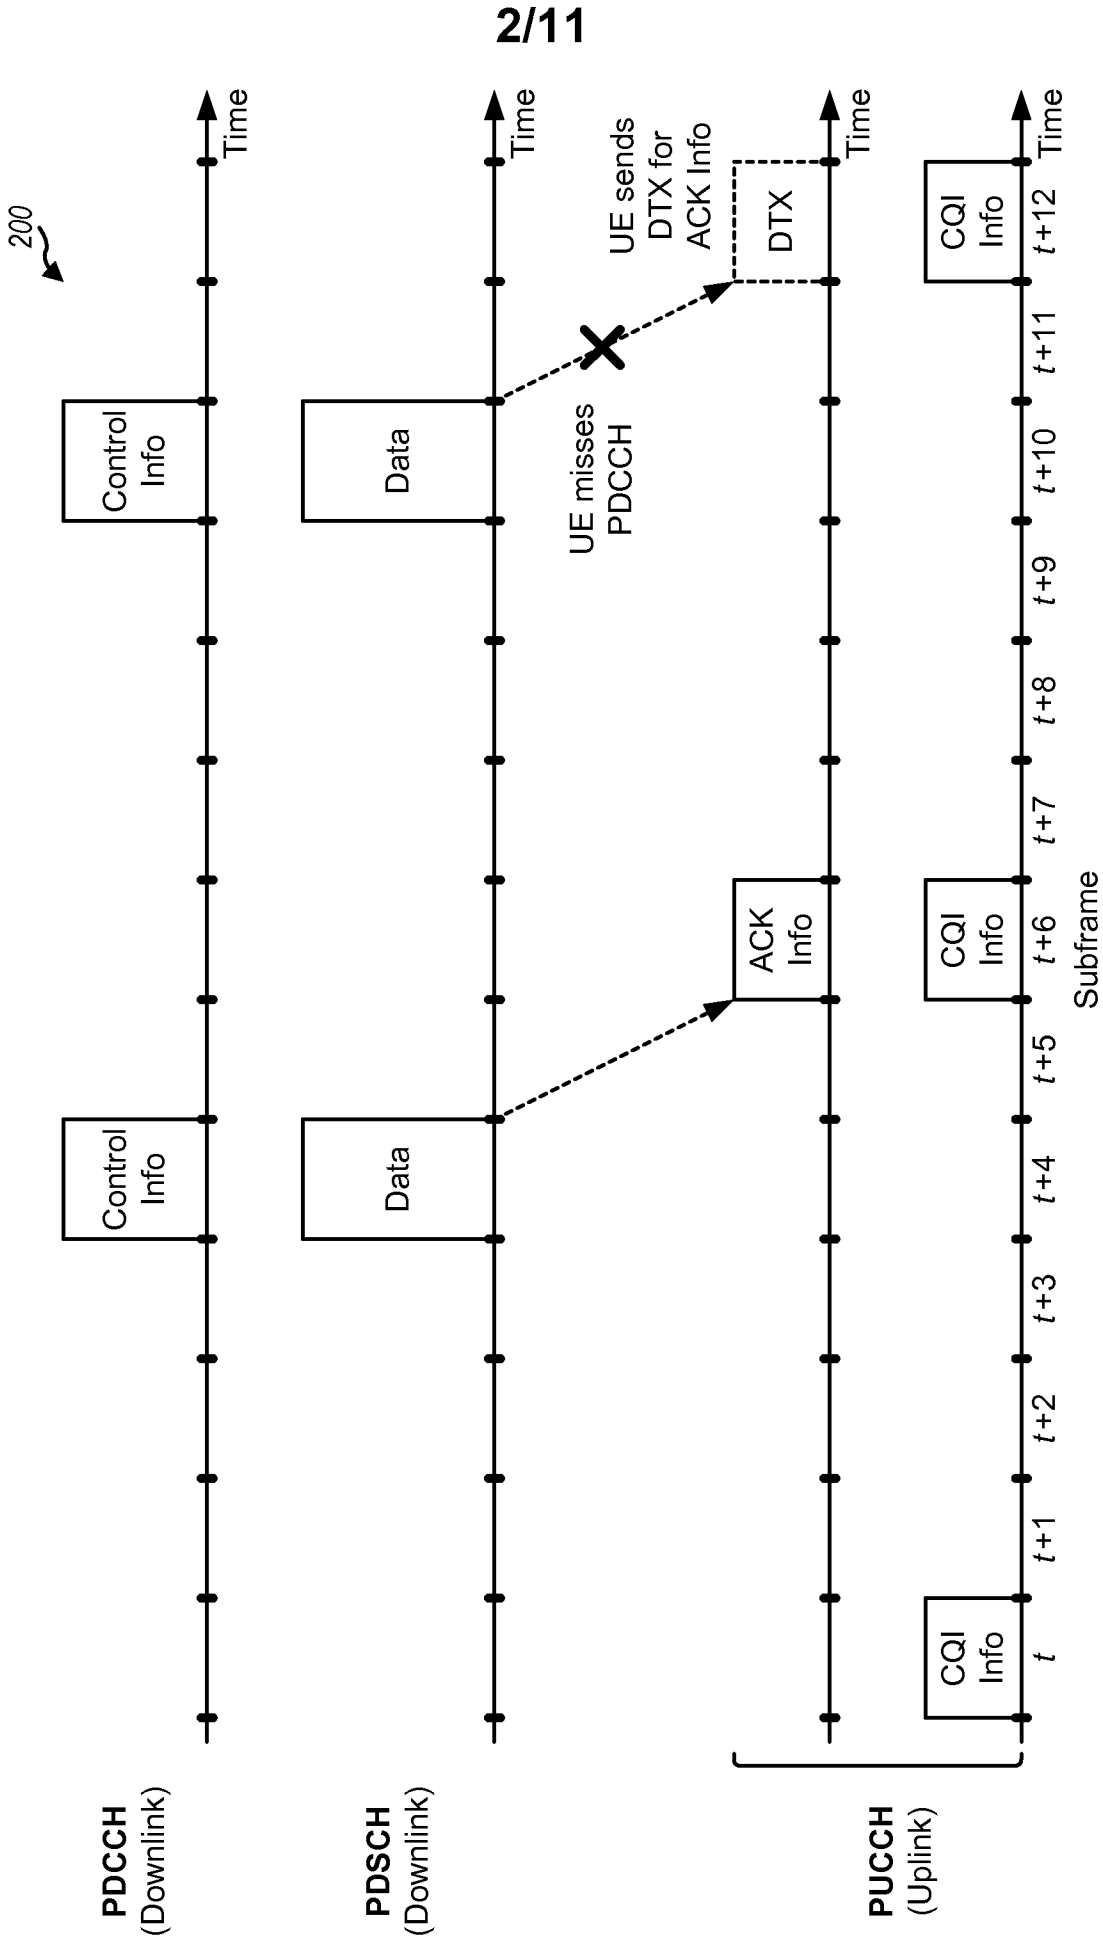 2/11
200
PDCCH
(Downlink)
Control
Info
Control
Info
Time
PDSCH
(Downlink)
Data
Data
Time
UE misses
PDCCH
UE sends
DTX for
ACK Info
PUCCH
(Uplink)
ACK
Info
DTX
Time
CQI
Info
CQI
Info
CQI
Info
Time
t
t+1
t+2
t+3
t+4
t+5
t+6
t+7
t+8
t+9
t+10
t+11
t+12
Subframe